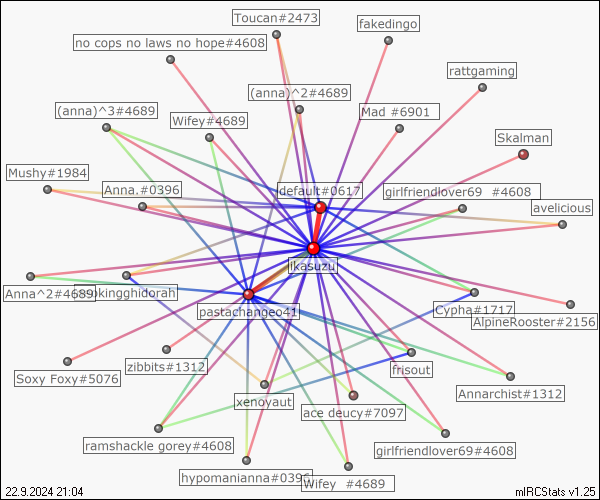 Toucan#2473
fakedingo
no cops no laws no hope#4608
rattgaming
(anna)^2#4689
(anna)^3#4689
Mad #6901
Wifey#4689
Skalman
Mushy#1984
Anna.#0396
default#0617
girlfriendlover69 #4608
avelicious
ikasuzu
Anna^2#4689
kingghidorah
pastachangeo41
Cypha#1717
AlpineRooster#2156
zibbits#1312
frisout
Soxy Foxy#5076
xenoyaut
Annarchist#1312
ace deucy#7097
ramshackle gorey#4608
girlfriendlover69#4608
hypomanianna#0396
Wifey #4689
22.9.2024 21:04
mIRCStats v1.25